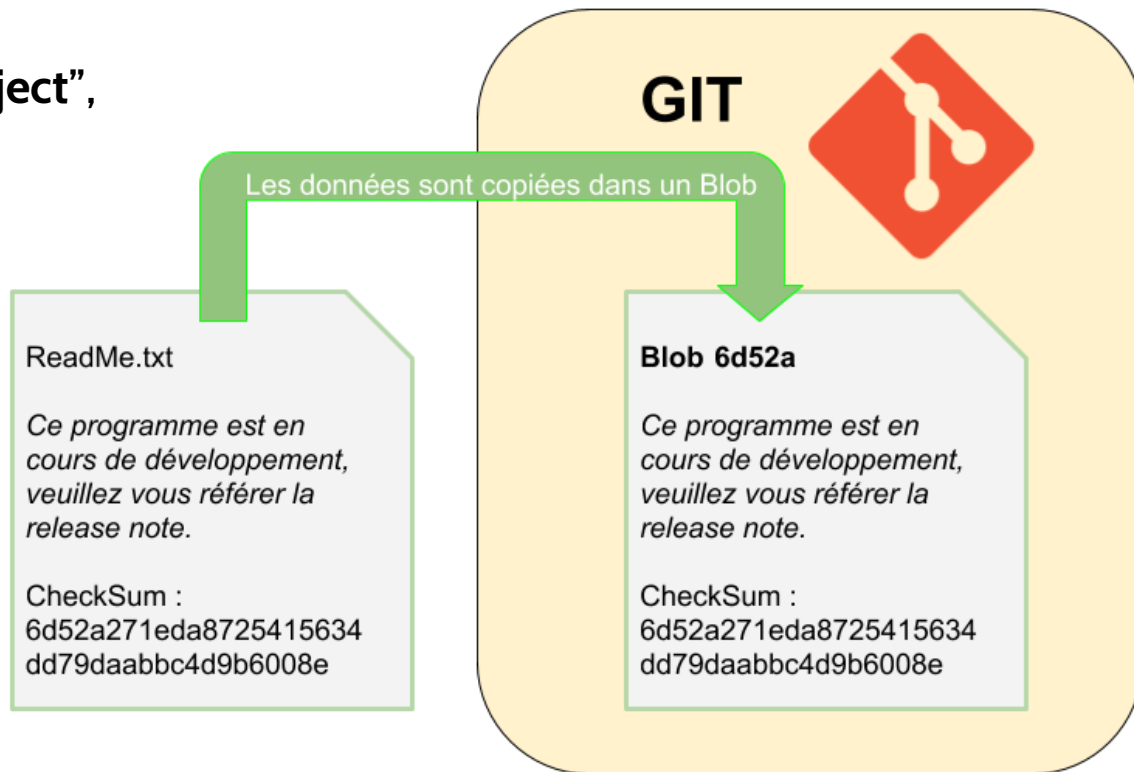 ject”,
GIT
Les données sont copiées dans un Blob
ReadMe.txt
Ce programme est en
cours de développement,
veuillez vous référer la
release note.
CheckSum :
6d52a271eda8725415634
dd79daabbc4d9b6008e
Blob 6d52a
Ce programme est en
cours de développement,
veuillez vous référer la
release note.
CheckSum :
6d52a271eda8725415634
dd79daabbc4d9b6008e